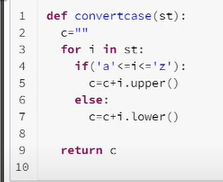 1 def convertcase(st):
2 c=""
3 for i in st:
4 if('a'<=i<='z'):
5 c=c+i.upper()
6 else:
7 c=c+i.lower()
8
9 return c
10